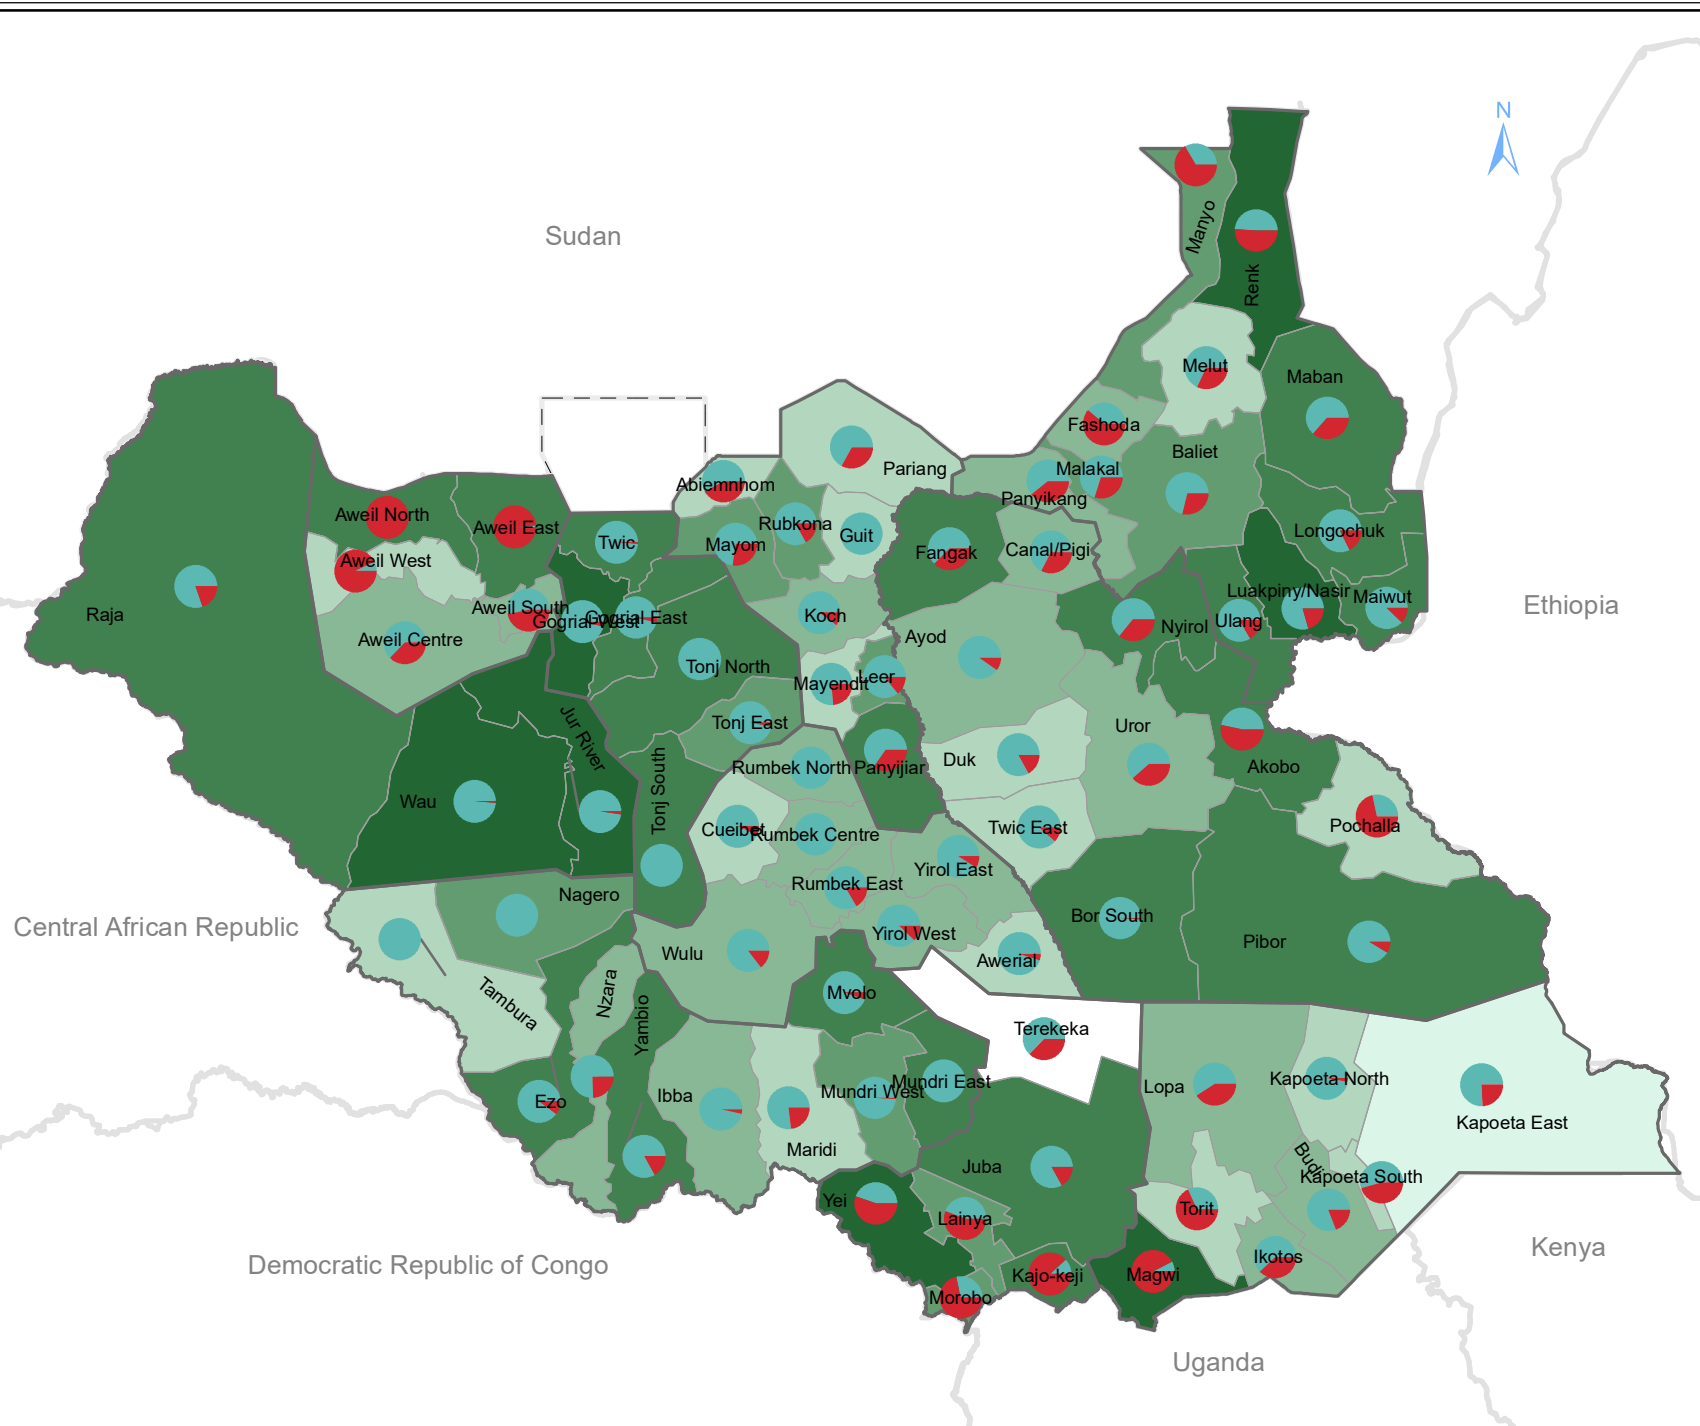 N
Sudan
Manyo
Renk
Melut
Maban
Fashoda
Baliet
Pariang
Malakal
Abiemnhom
Panyikang
Aweil North
Aweil East
Rubkona
Longochuk
Guit
Twic
Mayom
Fangak
Canal/Pigi
Aweil West
Luakpiny/Nasir
Maiwut
Ethiopia
Raja
Aweil South
Gogrial West
Gogrial East
Koch
Ulang
Nyirol
Ayod
Aweil Centre
Tonj North
Leer
Mayendit
Tonj East
Jur River
Uror
Duk
Rumbek North
Panyijiar
Akobo
Tonj South
Wau
Cueibet
Rumbek Centre
Twic East
Pochalla
Yirol East
Rumbek East
Nagero
Bor South
Central African Republic
Yirol West
Pibor
Wulu
Awerial
Nzara
Mvolo
Tambura
Yambio
Terekeka
Kapoeta North
Mundri East
Lopa
Mundri West
Ibba
Ezo
Kapoeta East
Maridi
Budi
Juba
Kapoeta South
Yei
Torit
Lainya
Kenya
Ikotos
Democratic Republic of Congo
Kajo-keji
Magwi
Morobo
Uganda